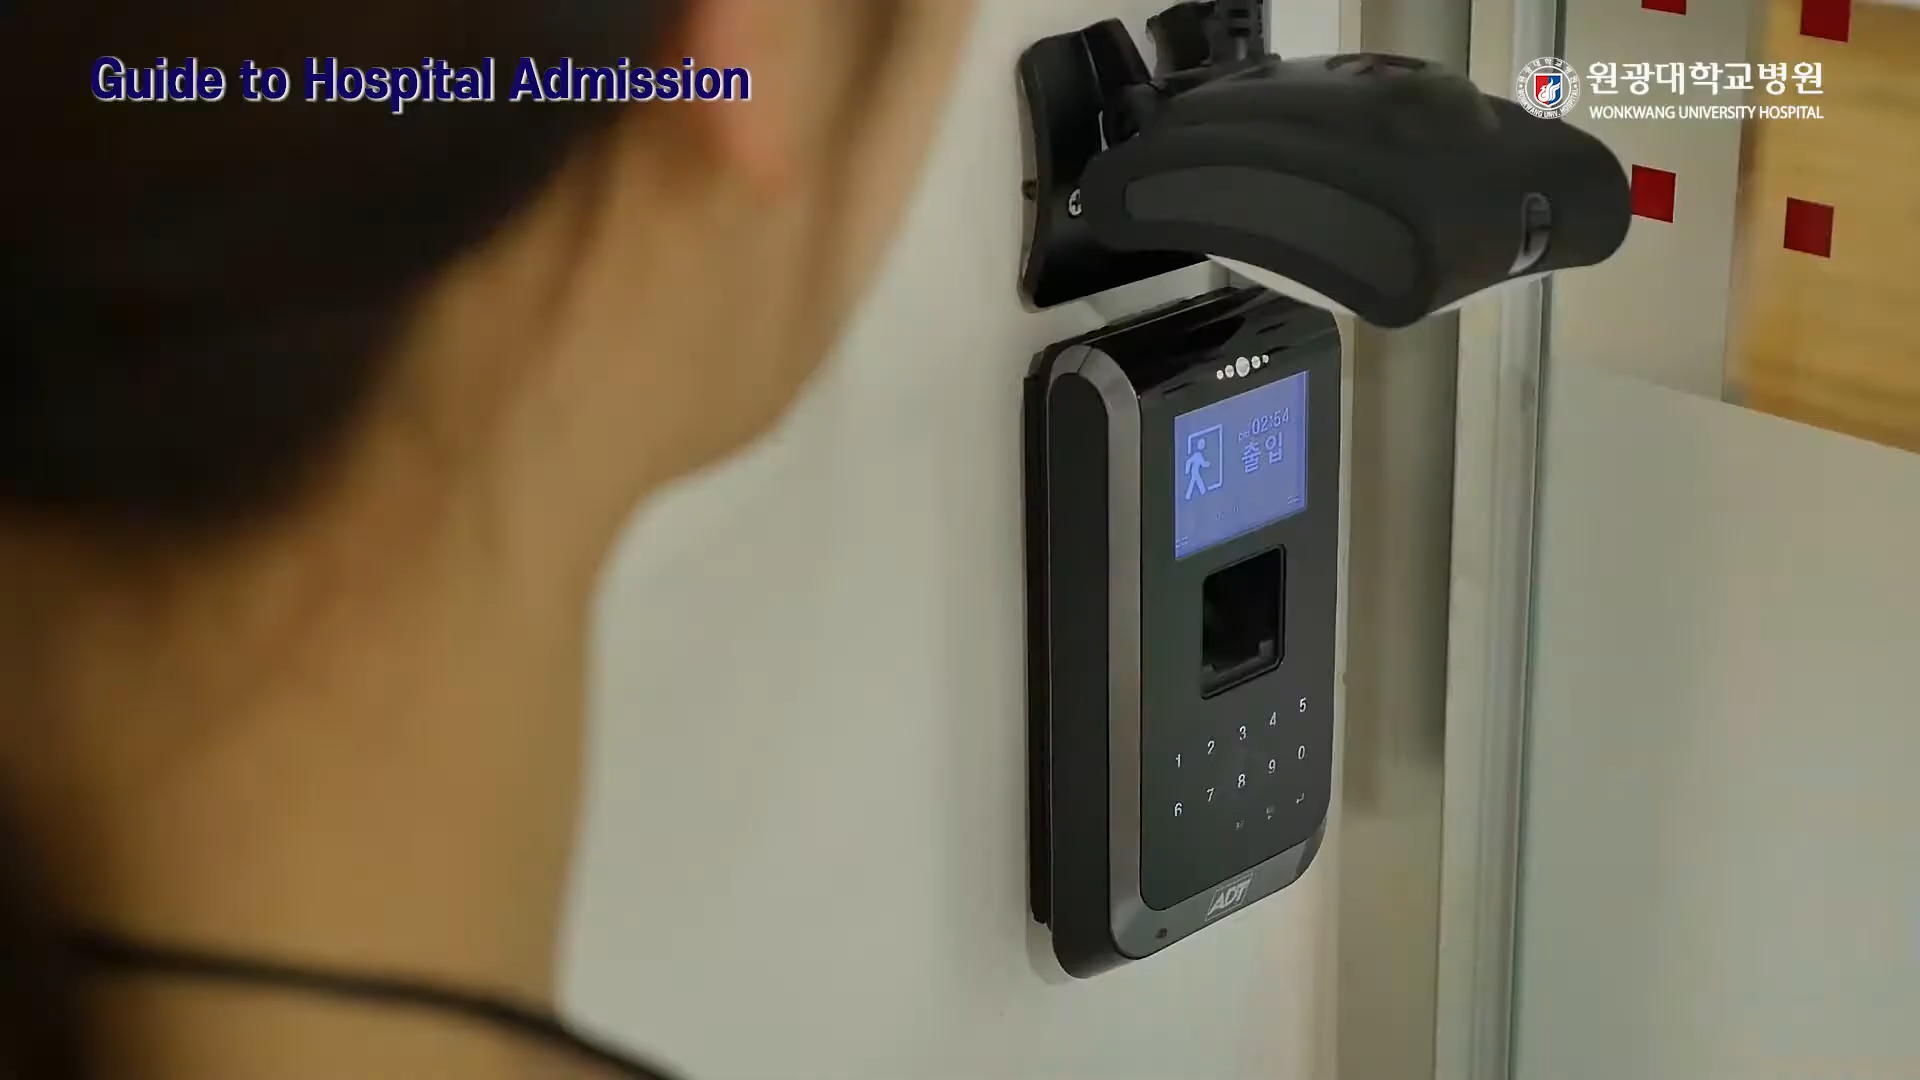 Guide to Hospital Admission
원광대학교병원
WONKWANG UNIVERSITY HOSPITAL
02:54
출입
1 2 3 4 5
6 7 8 9 0
ADT